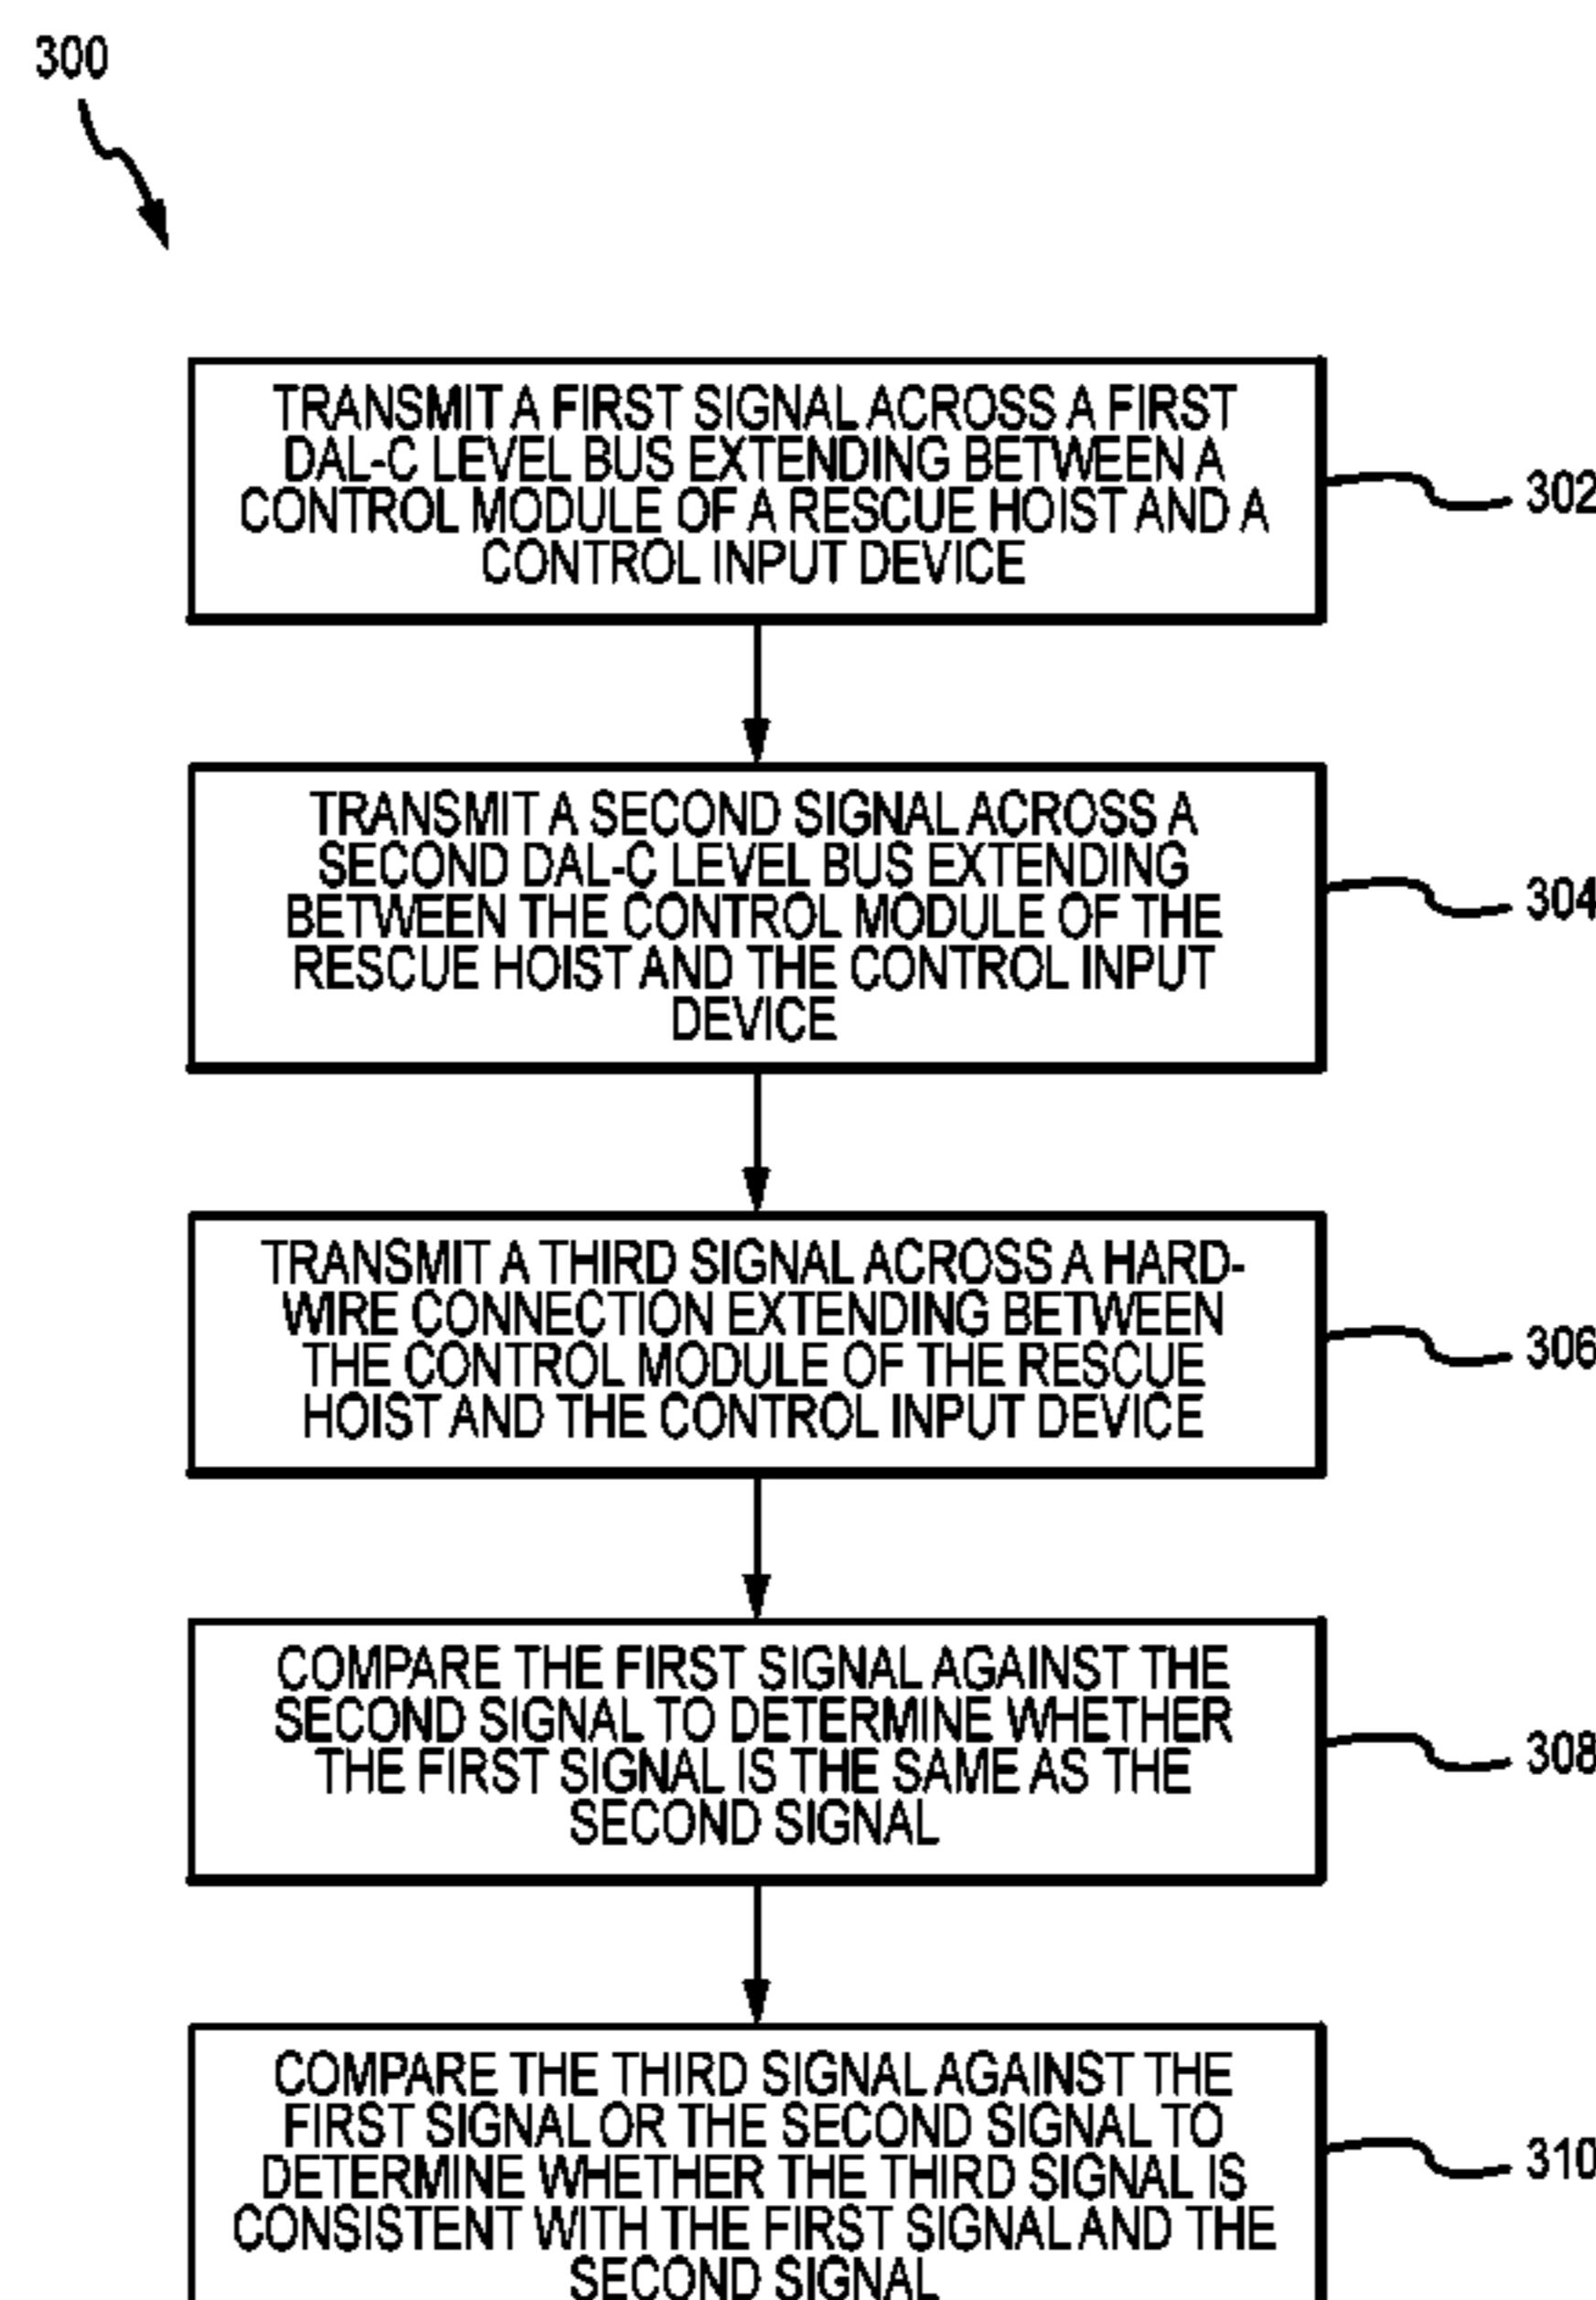 300
TRANSMIT A FIRST SIGNAL ACROSS A FIRST
DAL-C LEVEL BUS EXTENDING BETWEEN A
CONTROL MODULE OF A RESCUE HOIST AND A
CONTROL INPUT DEVICE
302
TRANSMIT A SECOND SIGNAL ACROSS A
SECOND DAL-C LEVEL BUS EXTENDING
BETWEEN THE CONTROL MODULE OF THE
RESCUE HOIST AND THE CONTROL INPUT
DEVICE
304
TRANSMIT A THIRD SIGNAL ACROSS A HARD-
WIRE CONNECTION EXTENDING BETWEEN
THE CONTROL MODULE OF THE RESCUE
HOIST AND THE CONTROL INPUT DEVICE
306
COMPARE THE FIRST SIGNAL AGAINST THE
SECOND SIGNAL TO DETERMINE WHETHER
THE FIRST SIGNAL IS THE SAME AS THE
SECOND SIGNAL
308
COMPARE THE THIRD SIGNAL AGAINST THE
FIRST SIGNAL OR THE SECOND SIGNAL TO
DETERMINE WHETHER THE THIRD SIGNAL IS
CONSISTENT WITH THE FIRST SIGNAL AND THE
SECOND SIGNAL
310